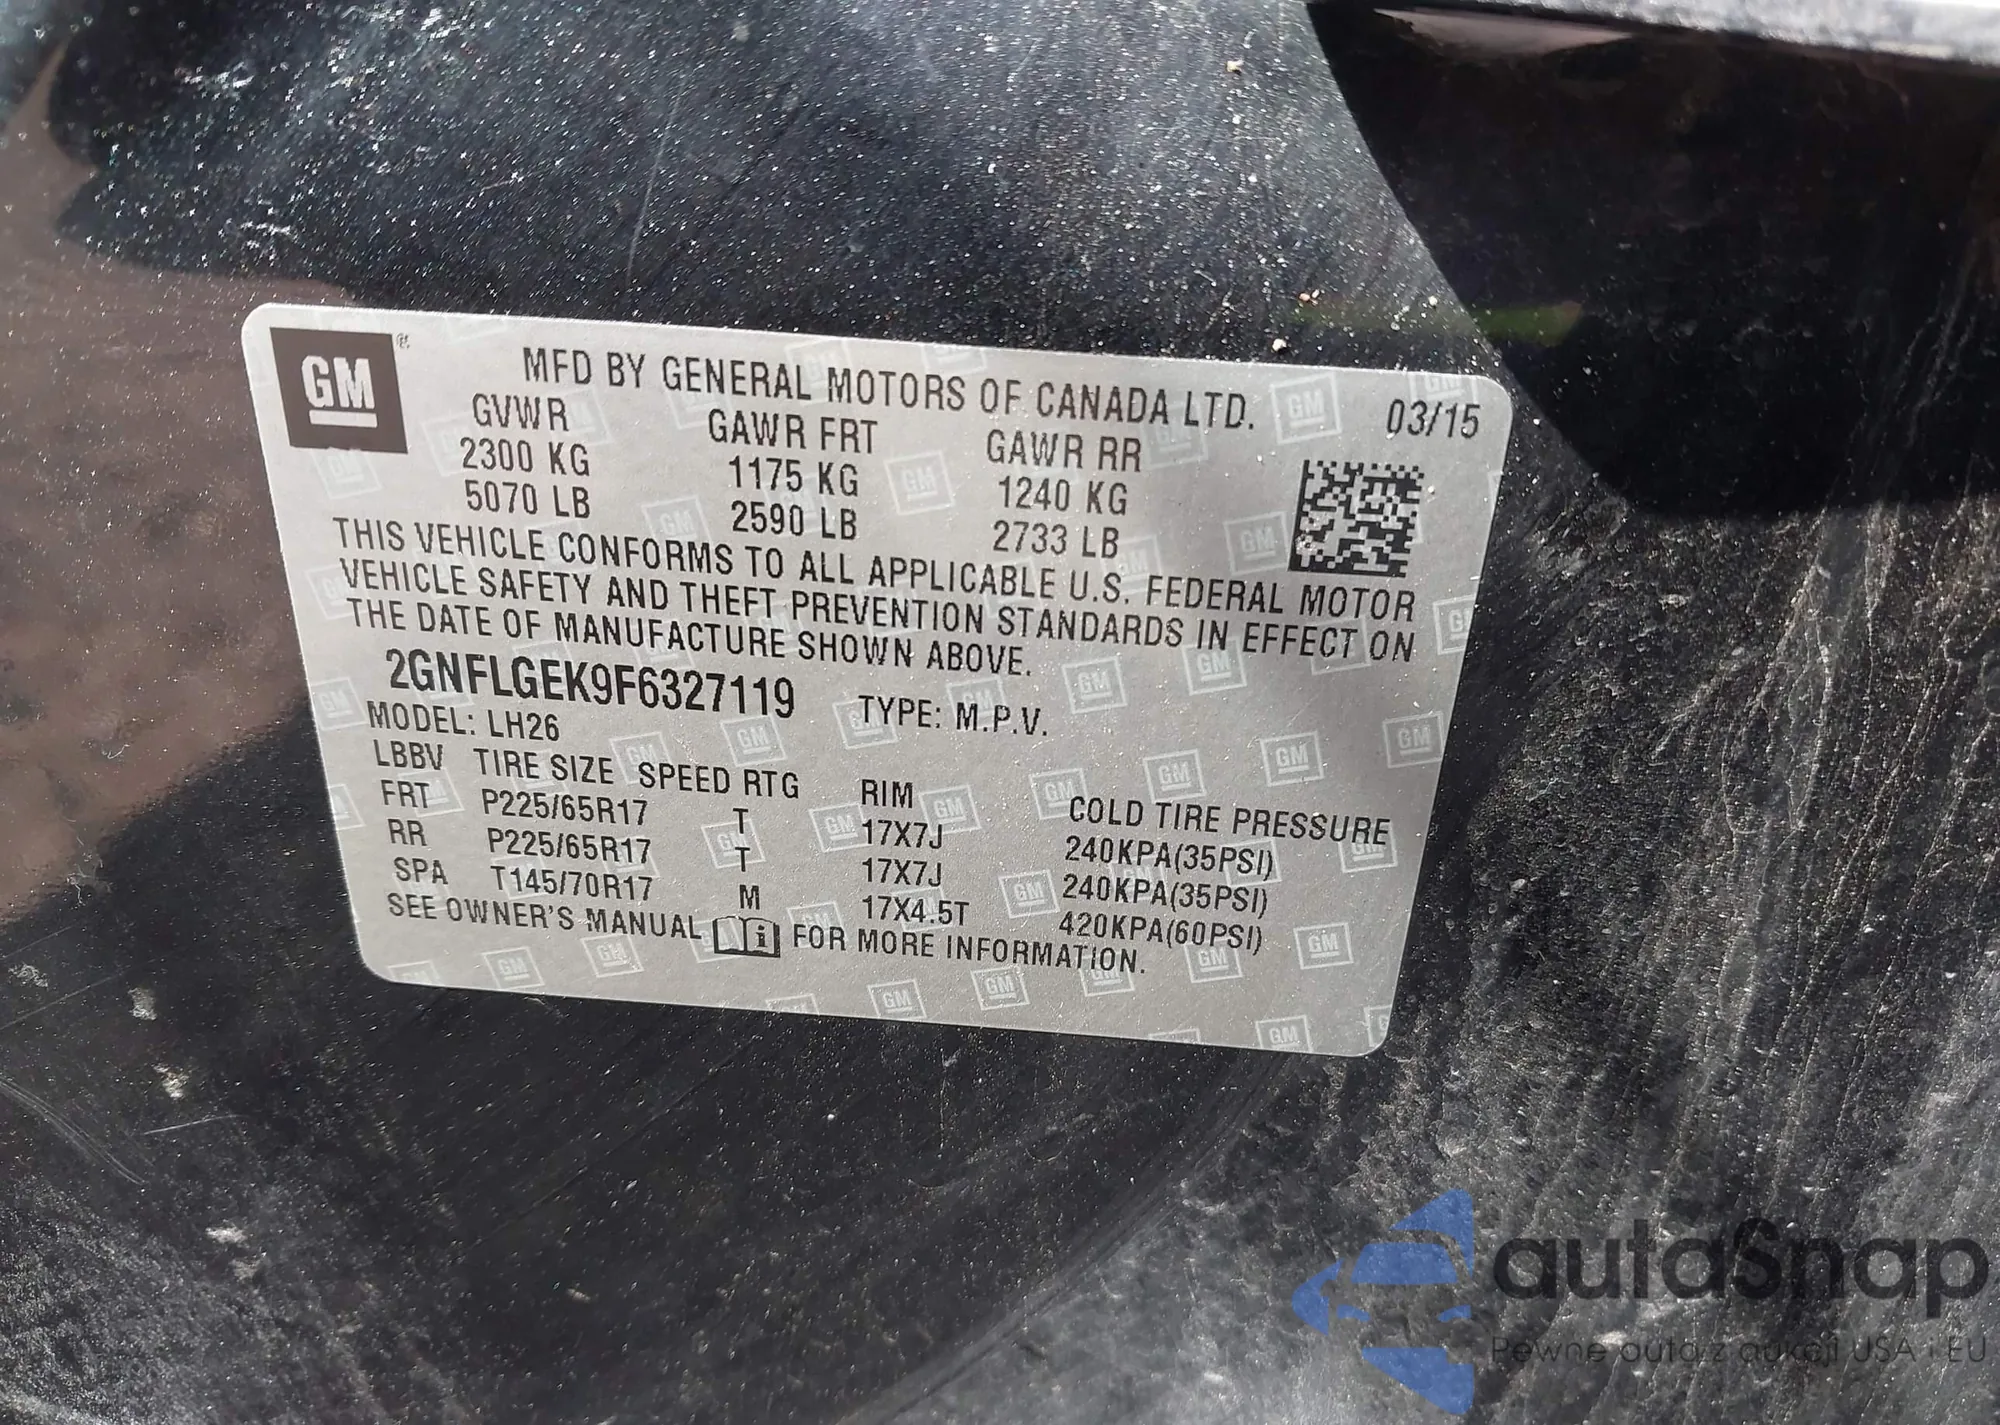 GM
MFD BY GENERAL MOTORS OF CANADA LTD.
03/15
GVWR GAWR FRT GAWR RR
2300 KG 1175 KG 1240 KG
5070 LB 2590 LB 2733 LB
THIS VEHICLE CONFORMS TO ALL APPLICABLE U.S. FEDERAL MOTOR
VEHICLE SAFETY AND THEFT PREVENTION STANDARDS IN EFFECT ON
THE DATE OF MANUFACTURE SHOWN ABOVE.
2GNFLGEK9F6327119 TYPE: M.P.V.
MODEL: LH26
LBBV TIRE SIZE SPEED RTG RIM COLD TIRE PRESSURE
FRT P225/65R17 T 17X7J 240KPA(35PSI)
RR P225/65R17 T 17X7J 240KPA(35PSI)
SPA T145/70R17 M 17X4.5T 420KPA(60PSI)
SEE OWNER'S MANUAL i FOR MORE INFORMATION.
autaSnap
Pewne auta z aukcji USA i EU